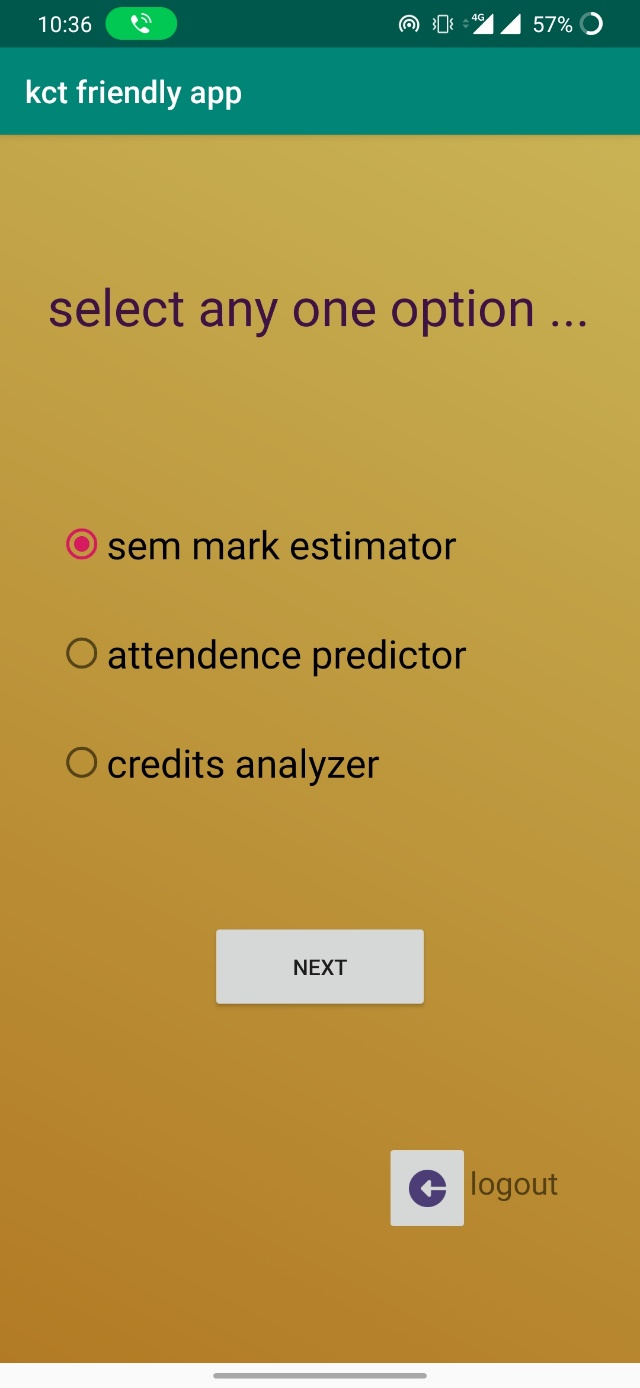 10:36 4G 57%
kct friendly app
select any one option ...
sem mark estimator
attendence predictor
credits analyzer
NEXT
logout